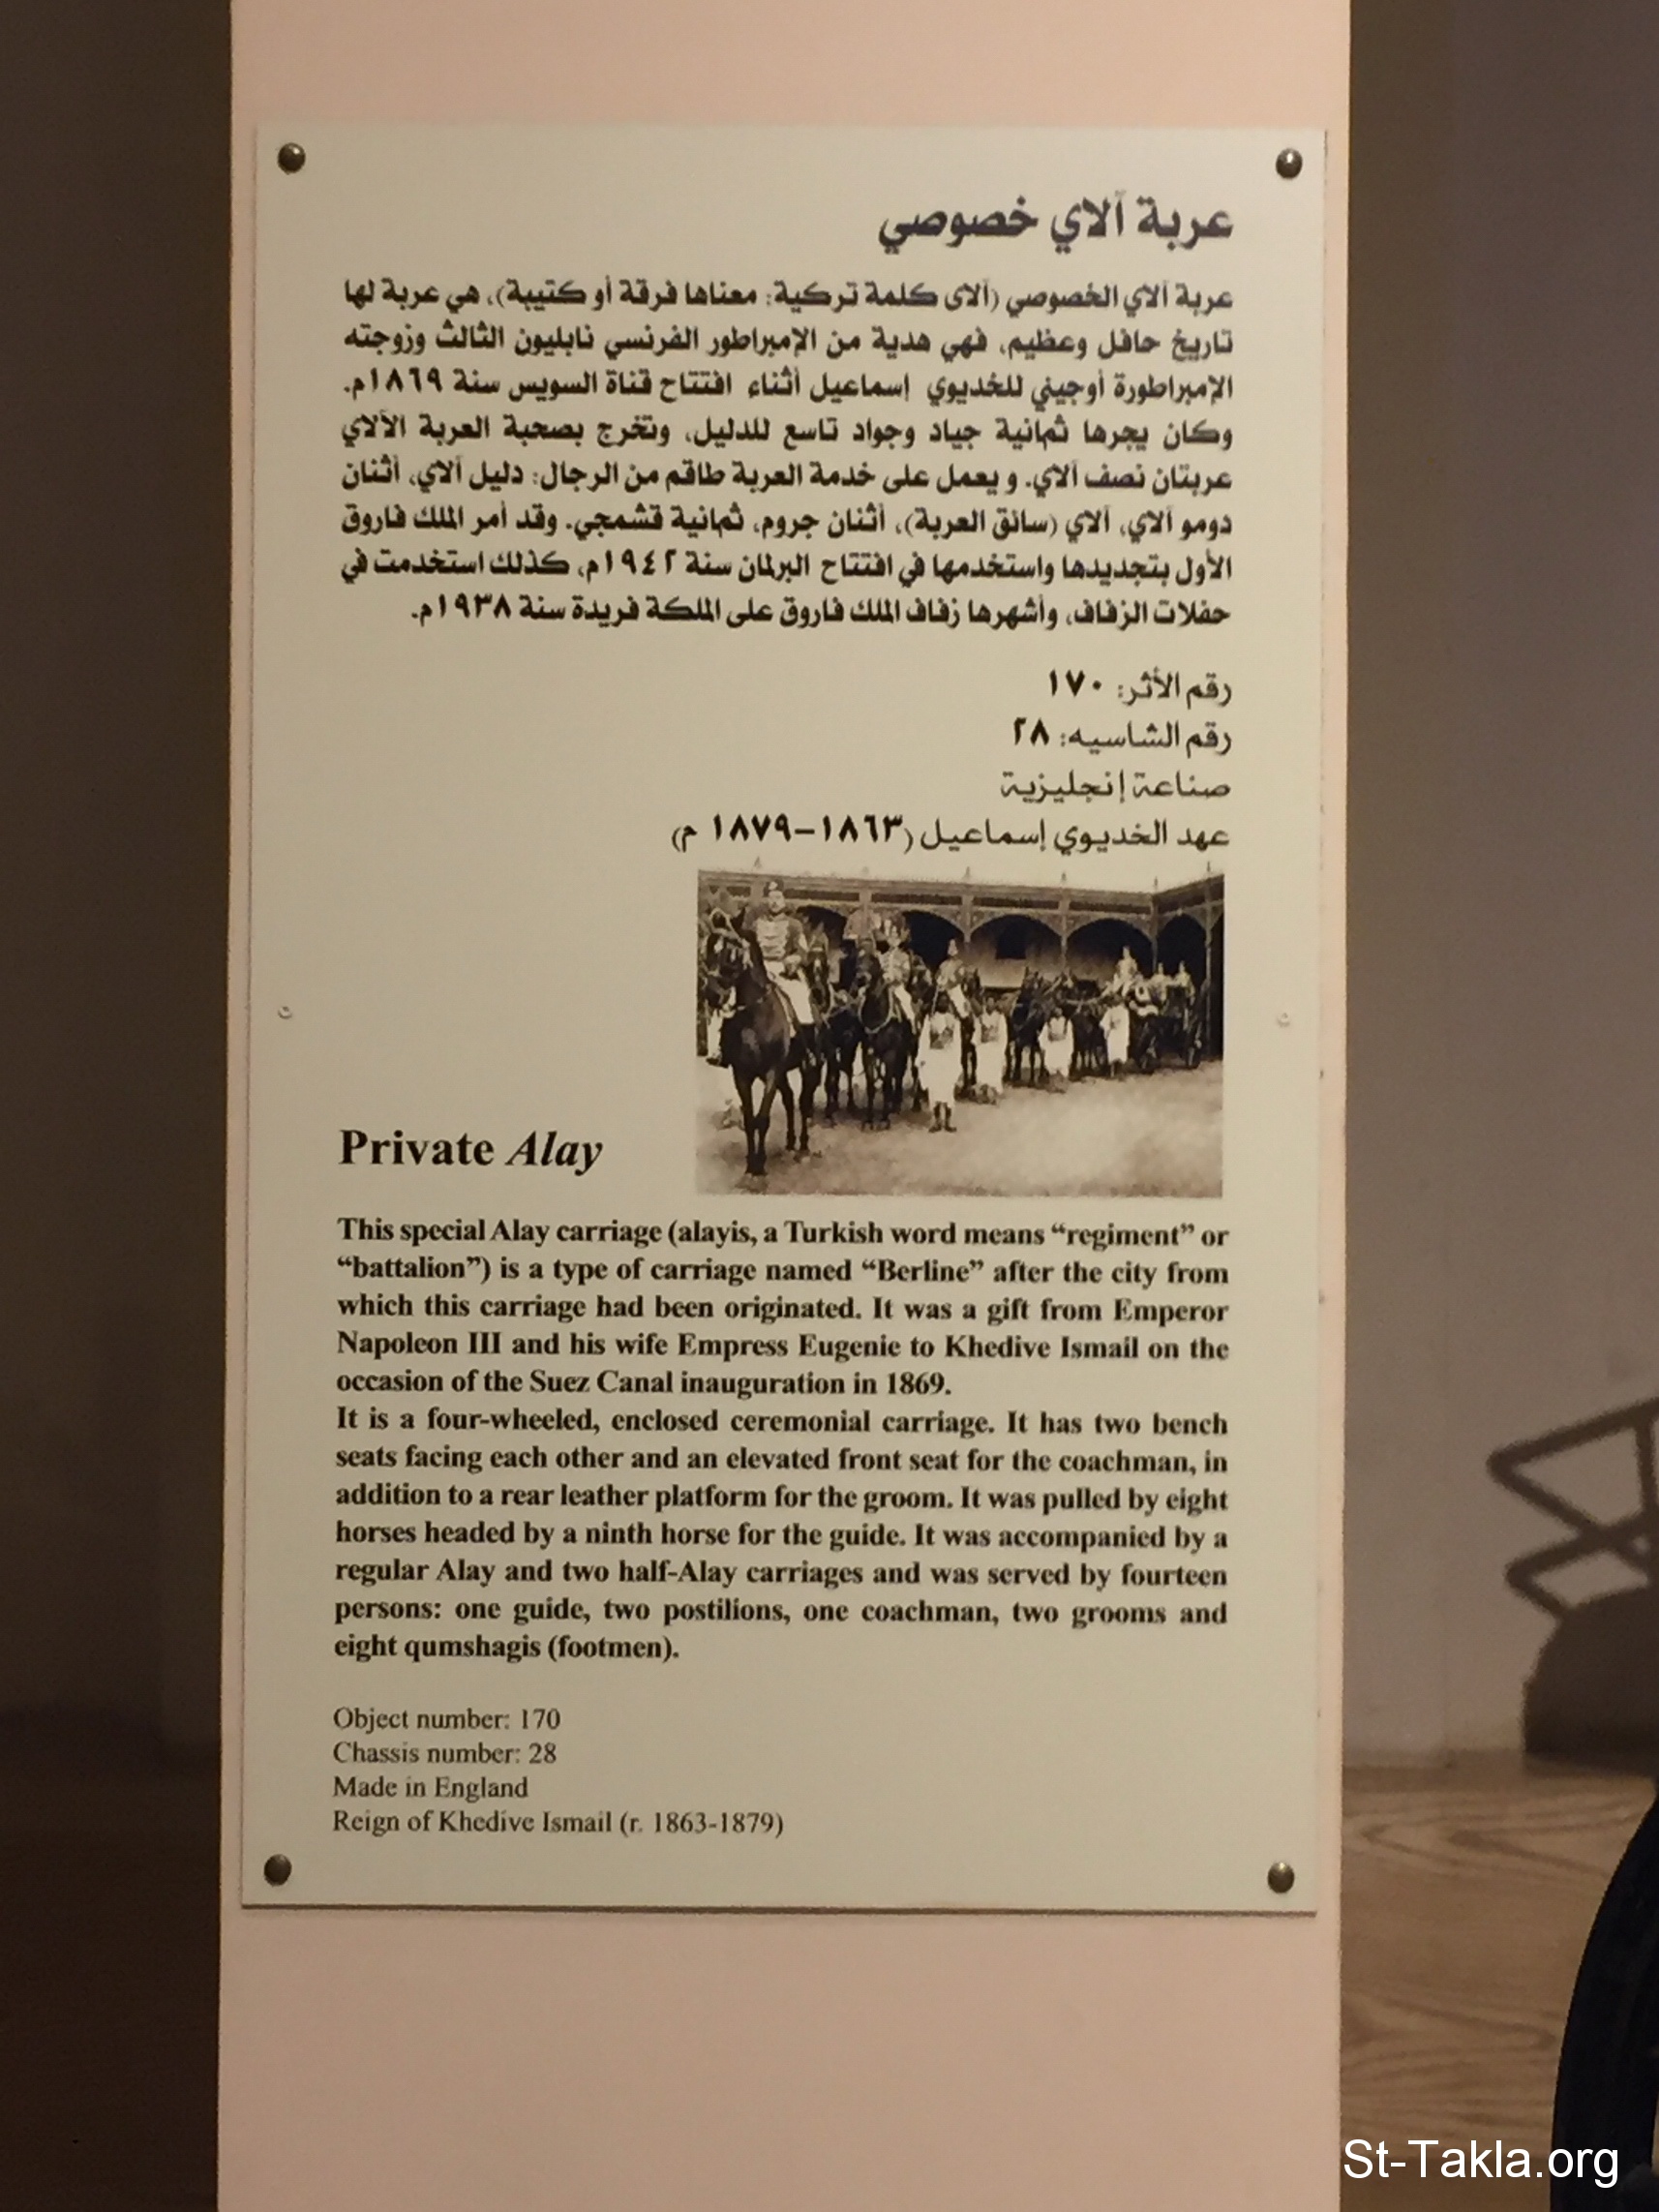 عربة آلاي خصوصي
عربة آلاي الخصوصي (آلاى كلمة تركية: معناها فرقة أو كتيبة)، هي عربة لها
تاريخ حافل وعظيم، فهي هدية من الإمبراطور الفرنسي نابليون الثالث وزوجته
الإمبراطورة أوجيني للخديوي إسماعيل أثناء افتتاح قناة السويس سنة ١٨٦٩م.
وكان يجرها ثمانية جياد وجواد تاسع للدليل، وتخرج بصحبة العربة الآلاي
عربتان نصف آلاي. و يعمل على خدمة العربة طاقم من الرجال: دليل آلاي، أثنان
دومو آلاي، آلاي (سائق العربة)، أثنان جروم، ثمانية قشمجي. وقد أمر الملك فاروق
الأول بتجديدها واستخدمها في افتتاح البرلمان سنة ١٩٤٢م، كذلك استخدمت في
حفلات الزفاف، وأشهرها زفاف الملك فاروق على الملكة فريدة سنة ١٩٣٨م.
رقم الأثر: ١٧٠
رقم الشاسيه: ٢٨
صناعة إنجليزية
عهد الخديوي إسماعيل (١٨٦٣–١٨٧٩ م)
Private Alay
This special Alay carriage (alayis, a Turkish word means “regiment” or
“battalion”) is a type of carriage named “Berline” after the city from
which this carriage had been originated. It was a gift from Emperor
Napoleon III and his wife Empress Eugenie to Khedive Ismail on the
occasion of the Suez Canal inauguration in 1869.
It is a four-wheeled, enclosed ceremonial carriage. It has two bench
seats facing each other and an elevated front seat for the coachman, in
addition to a rear leather platform for the groom. It was pulled by eight
horses headed by a ninth horse for the guide. It was accompanied by a
regular Alay and two half-Alay carriages and was served by fourteen
persons: one guide, two postilions, one coachman, two grooms and
eight qumshagis (footmen).
Object number: 170
Chassis number: 28
Made in England
Reign of Khedive Ismail (r. 1863-1879)
St-Takla.org